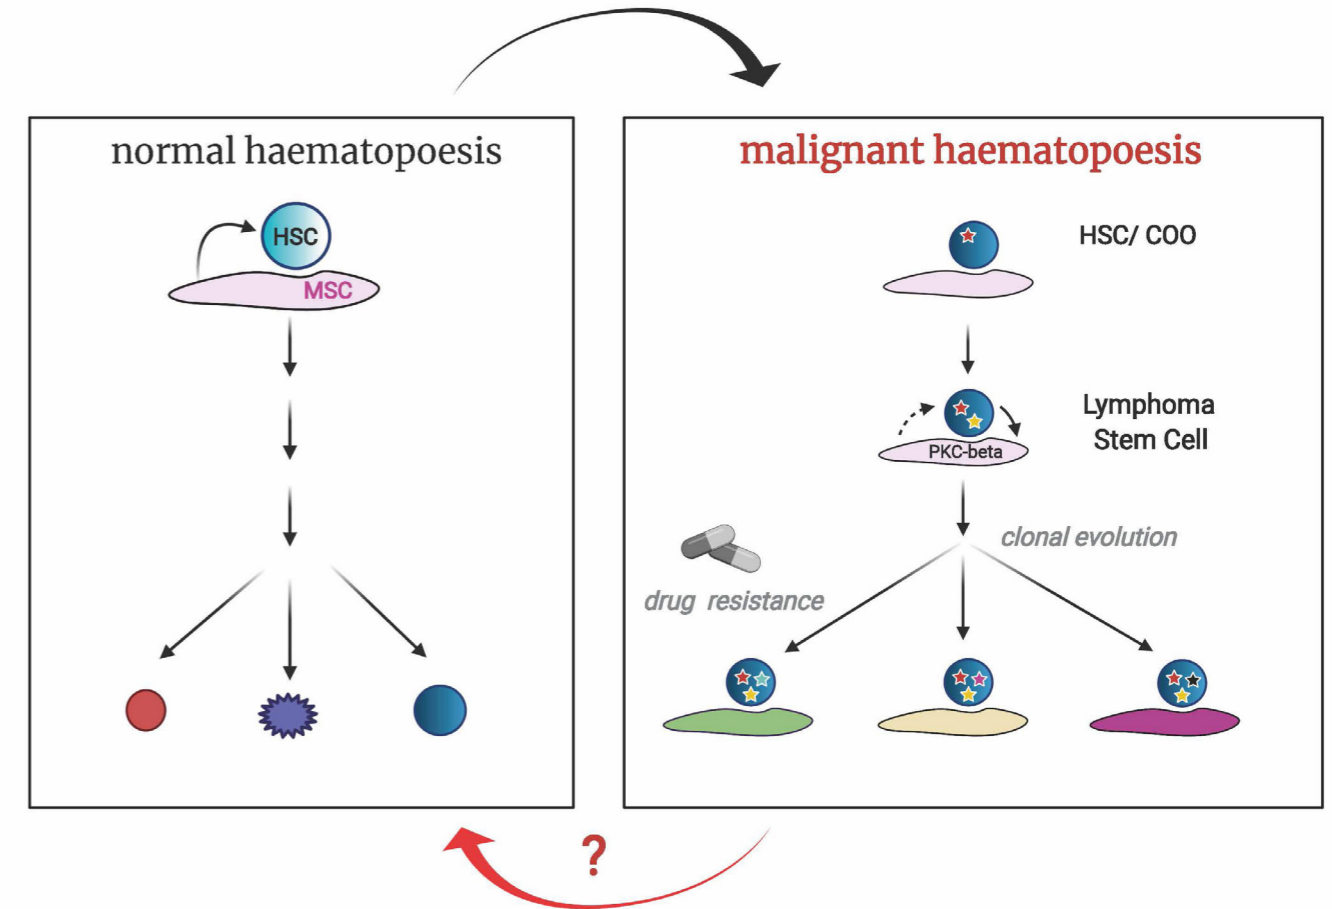 normal haematopoesis
HSC
MSC
malignant haematopoesis
HSC/ COO
Lymphoma
Stem Cell
PKC-beta
clonal evolution
drug resistance
?